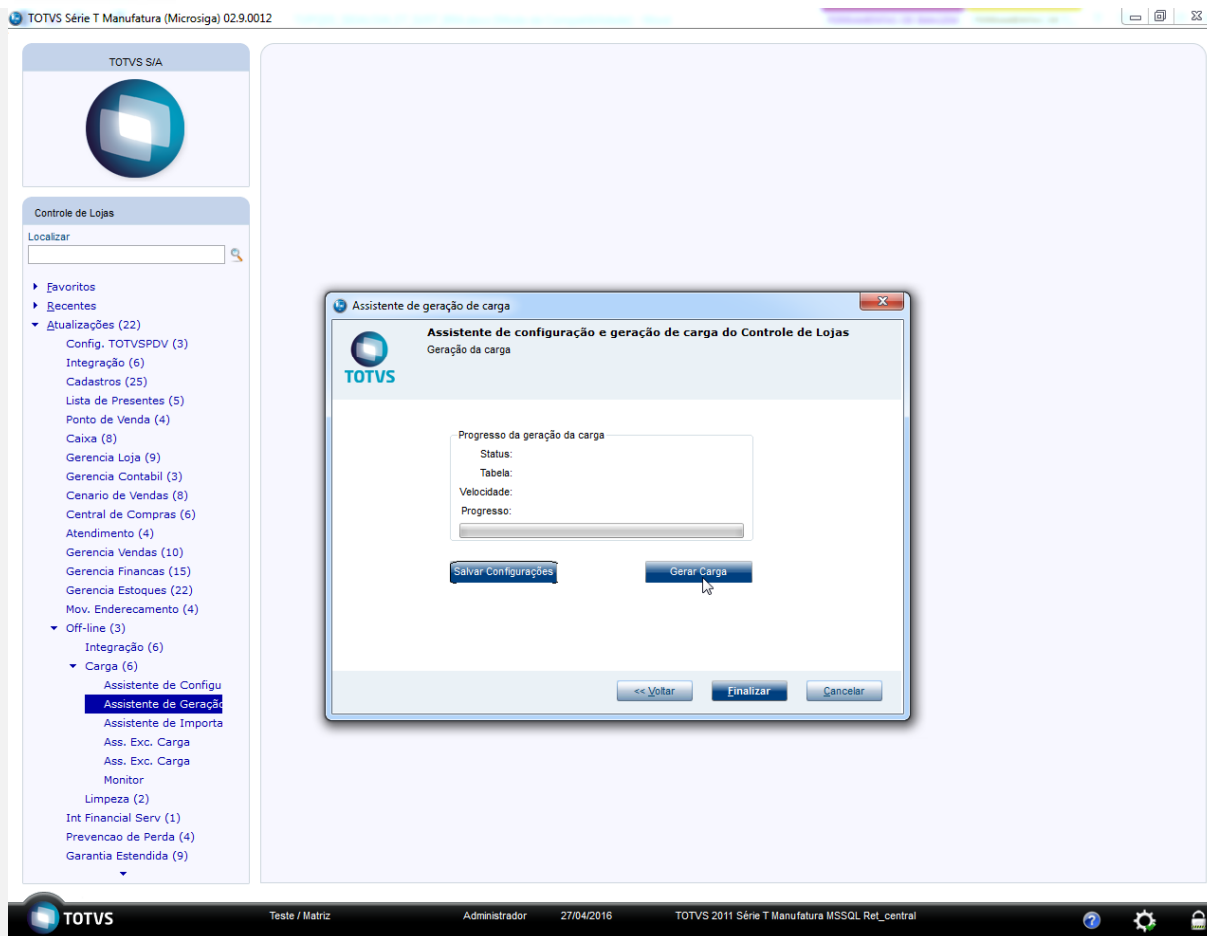 TOTVS Série T Manufatura (Microsiga) 02.9.0012
TOTVS S/A
Controle de Lojas
Localizar
Favoritos
Recentes
Atualizações (22)
Config. TOTVSPDV (3)
Integração (6)
Cadastros (25)
Lista de Presentes (5)
Ponto de Venda (4)
Caixa (8)
Gerencia Loja (9)
Gerencia Contabil (3)
Cenario de Vendas (8)
Central de Compras (6)
Atendimento (4)
Gerencia Vendas (10)
Gerencia Financas (15)
Gerencia Estoques (22)
Mov. Enderecamento (4)
Off-line (3)
Integração (6)
Carga (6)
Assistente de Configu
Assistente de Geração
Assistente de Importa
Ass. Exc. Carga
Ass. Exc. Carga
Monitor
Limpeza (2)
Int Financial Serv (1)
Prevencao de Perda (4)
Garantia Estendida (9)
Assistente de geração de carga
TOTVS
Assistente de configuração e geração de carga do Controle de Lojas
Geração da carga
Progresso da geração da carga
Status:
Tabela:
Velocidade:
Progresso:
Salvar Configurações
Gerar Carga
<< Voltar
Finalizar
Cancelar
TOTVS
Teste / Matriz
Administrador
27/04/2016
TOTVS 2011 Série T Manufatura MSSQL Ret_central